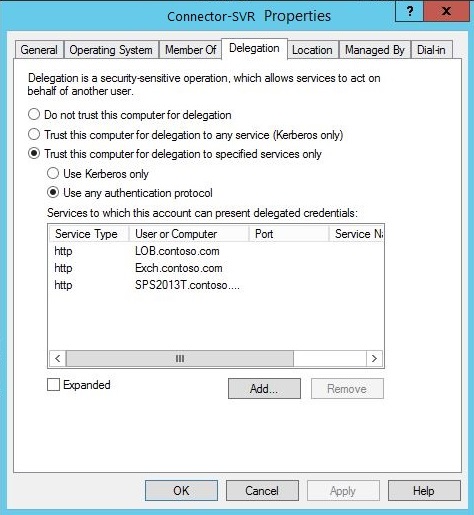 Connector-SVR Properties
? x
General Operating System Member Of Delegation Location Managed By Dial-in
Delegation is a security-sensitive operation, which allows services to act on
behalf of another user.
Do not trust this computer for delegation
Trust this computer for delegation to any service (Kerberos only)
Trust this computer for delegation to specified services only
Use Kerberos only
Use any authentication protocol
Services to which this account can present delegated credentials:
Service Type User or Computer Port Service Na
http LOB.contoso.com
http Exch.contoso.com
http SPS2013T.contoso....
Expanded
Add... Remove
OK Cancel Apply Help